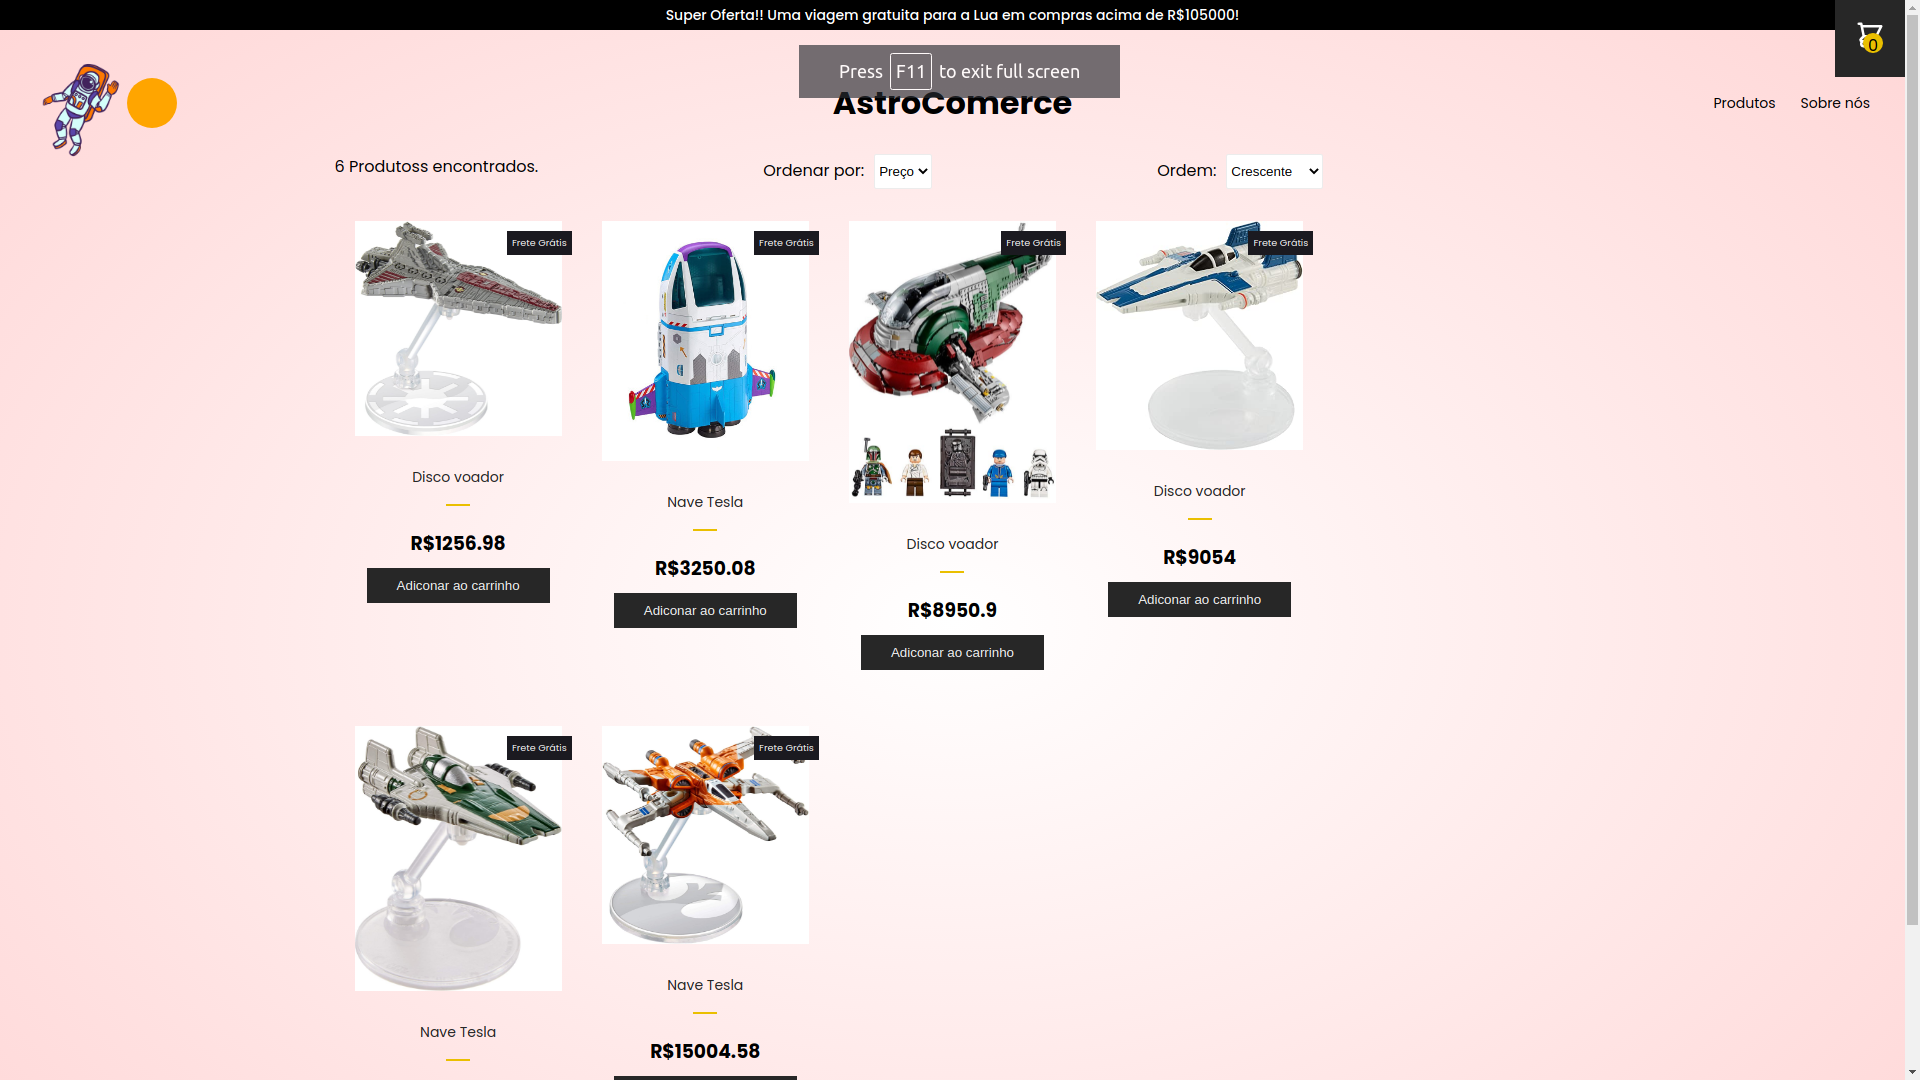 Super Oferta!! Uma viagem gratuita para a Lua em compras acima de R$105000!
0
Press F11 to exit full screen
AstroComerce
Produtos
Sobre nós
6 Produtoss encontrados.
Ordenar por:
Preço
Ordem:
Crescente
Frete Grátis
Frete Grátis
Frete Grátis
Frete Grátis
Disco voador
R$1256.98
Adiconar ao carrinho
Nave Tesla
R$3250.08
Adiconar ao carrinho
Disco voador
R$8950.9
Adiconar ao carrinho
Disco voador
R$9054
Adiconar ao carrinho
Frete Grátis
Frete Grátis
Nave Tesla
Nave Tesla
R$15004.58